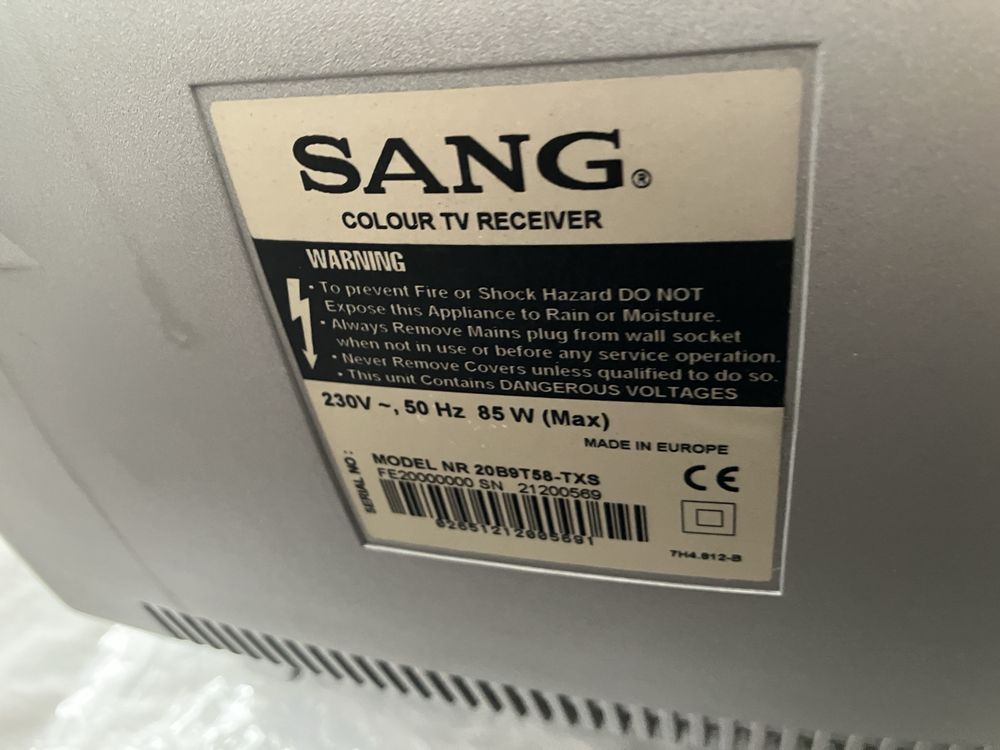 SANG®
COLOUR TV RECEIVER
WARNING
• To prevent Fire or Shock Hazard DO NOT
Expose this Appliance to Rain or Moisture.
• Always Remove Mains plug from wall socket
when not in use or before any service operation.
• Never Remove Covers unless qualified to do so.
• This unit Contains DANGEROUS VOLTAGES
230V ~, 50 Hz 85 W (Max)
MADE IN EUROPE
SERIAL NO :
MODEL NR 20B9T58-TXS
FE20000000 SN 21200569
CE
7H4.812-B